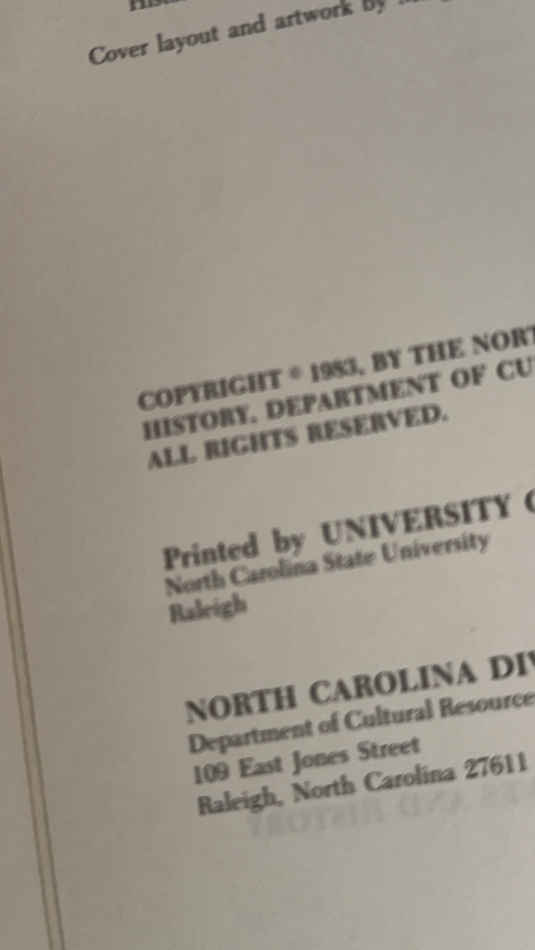 Cover layout and artwork by
COPYRIGHT © 1983, BY THE NORT
HISTORY, DEPARTMENT OF CU
ALL RIGHTS RESERVED.
Printed by UNIVERSITY
North Carolina State University
Raleigh
NORTH CAROLINA DIV
Department of Cultural Resource
109 East Jones Street
Raleigh, North Carolina 27611